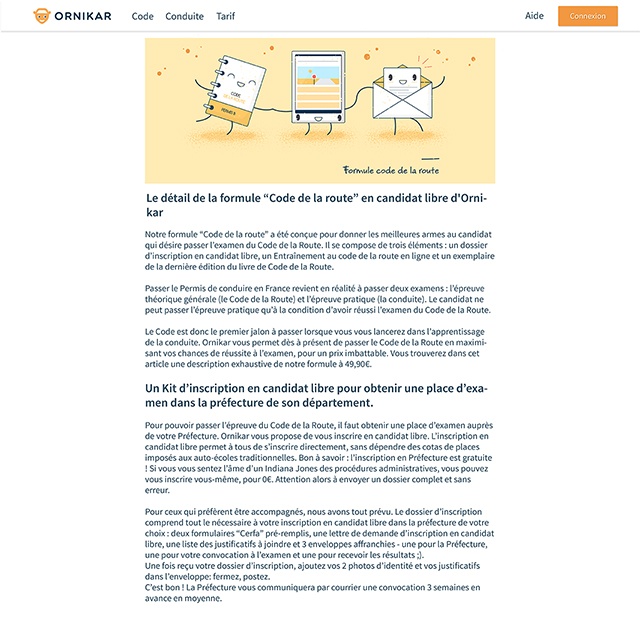 ORNIKAR Code Conduite Tarif Aide Connexion
CODE
PERMIS B
Formule code de la route
Le détail de la formule “Code de la route” en candidat libre d'Orni-
kar
Notre formule “Code de la route” a été conçue pour donner les meilleures armes au candidat
qui désire passer l’examen du Code de la Route. Il se compose de trois éléments : un dossier
d’inscription en candidat libre, un Entraînement au code de la route en ligne et un exemplaire
de la dernière édition du livre de Code de la Route.
Passer le Permis de conduire en France revient en réalité à passer deux examens : l’épreuve
théorique générale (le Code de la Route) et l’épreuve pratique (la conduite). Le candidat ne
peut passer l’épreuve pratique qu’à la condition d’avoir réussi l’examen du Code de la Route.
Le Code est donc le premier jalon à passer lorsque vous vous lancerez dans l’apprentissage
de la conduite. Ornikar vous permet dès à présent de passer le Code de la Route en maximi-
sant vos chances de réussite à l’examen, pour un prix imbattable. Vous trouverez dans cet
article une description exhaustive de notre formule à 49,90€.
Un Kit d’inscription en candidat libre pour obtenir une place d’exa-
men dans la préfecture de son département.
Pour pouvoir passer l’épreuve du Code de la Route, il faut obtenir une place d’examen auprès
de votre Préfecture. Ornikar vous propose de vous inscrire en candidat libre. L’inscription en
candidat libre permet à tous de s’inscrire directement, sans dépendre des cotas de places
imposés aux auto-écoles traditionnelles. Bon à savoir : l’inscription en Préfecture est gratuite
! Si vous vous sentez l’âme d’un Indiana Jones des procédures administratives, vous pouvez
vous inscrire vous-même, pour 0€. Attention alors à envoyer un dossier complet et sans
erreur.
Pour ceux qui préfèrent être accompagnés, nous avons tout prévu. Le dossier d’inscription
comprend tout le nécessaire à votre inscription en candidat libre dans la préfecture de votre
choix : deux formulaires “Cerfa” pré-remplis, une lettre de demande d’inscription en candidat
libre, une liste des justificatifs à joindre et 3 enveloppes affranchies - une pour la Préfecture,
une pour votre convocation à l’examen et une pour recevoir les résultats ;).
Une fois reçu votre dossier d’inscription, ajoutez vos 2 photos d’identité et vos justificatifs
dans l’enveloppe: fermez, postez.
C’est bon ! La Préfecture vous communiquera par courrier une convocation 3 semaines en
avance en moyenne.